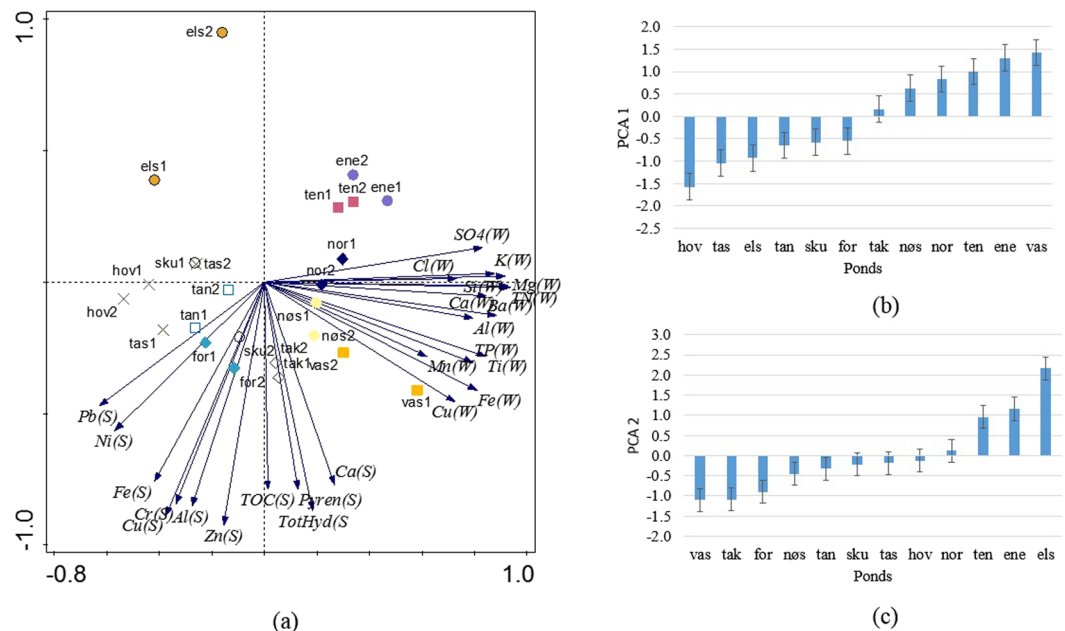 1.0
els2
els1
ene2
ten1 ten2 ene1
nor1
SO4(W)
K(W)
Cl(W)
sku1 tas2
hov1
nor2
Si(W) Mg(W)
tan2
Ca(W) Ba(W) TN(W)
hov2
nøs1
Al(W)
tan1
nøs2
tas1
for1 sku2 tak2
TP(W)
tak1 vas2
Mn(W) Ti(W)
for2
vas1
Fe(W)
Cu(W)
Pb(S)
Ni(S)
Ca(S)
Fe(S)
TOC(S) Pyren(S)
Cr(S) Al(S)
Cu(S)
TotHyd(S
Zn(S)
-1.0
-0.8 1.0
(a)
2.0
1.5
1.0
0.5
0.0
-0.5
-1.0
-1.5
-2.0
-2.5
PCA 1
hov tas els tan sku for tak nøs nor ten ene vas
Ponds
(b)
3.0
2.5
2.0
1.5
1.0
0.5
0.0
-0.5
-1.0
-1.5
-2.0
PCA 2
vas tak for nøs tan sku tas hov nor ten ene els
Ponds
(c)